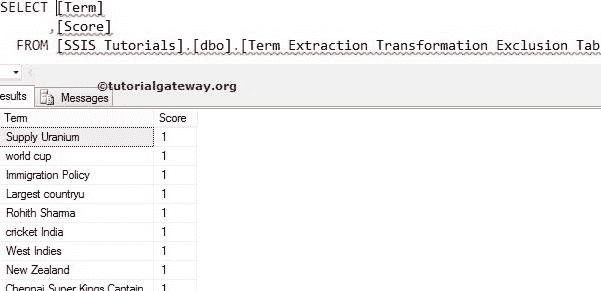 SELECT [Term]
,[Score]
FROM [SSIS Tutorials].[dbo].[Term Extraction Transformation Exclusion Tab
©tutorialgateway.org
esults Messages
Term Score
Supply Uranium 1
world cup 1
Immigration Policy 1
Largest countryu 1
Rohith Sharma 1
cricket India 1
West Indies 1
New Zealand 1
Chennai Super Kings Captain 1